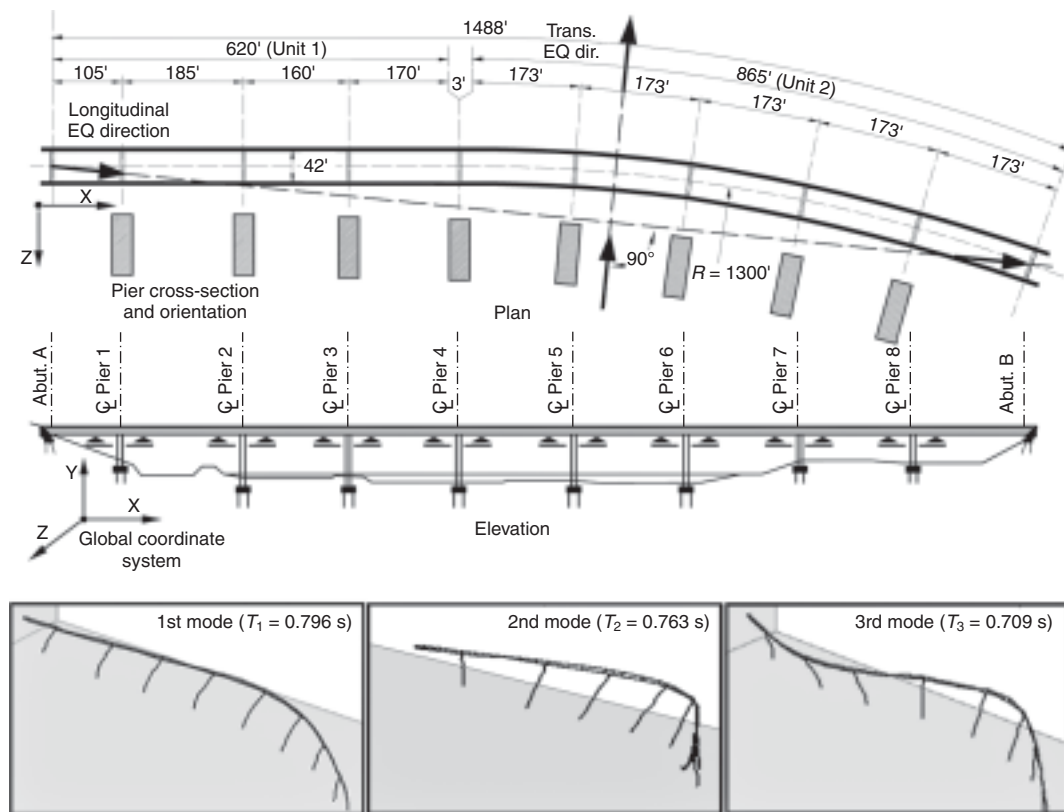 1488'
Trans.
EQ dir.
620' (Unit 1)
865' (Unit 2)
105'
185'
160'
170'
3'
173'
173'
173'
173'
173'
Longitudinal
EQ direction
42'
X
Z
90°
R = 1300'
Pier cross-section
and orientation
Plan
Abut. A
℄ Pier 1
℄ Pier 2
℄ Pier 3
℄ Pier 4
℄ Pier 5
℄ Pier 6
℄ Pier 7
℄ Pier 8
Abut. B
Y
X
Z
Global coordinate
system
Elevation
1st mode (T1 = 0.796 s)
2nd mode (T2 = 0.763 s)
3rd mode (T3 = 0.709 s)